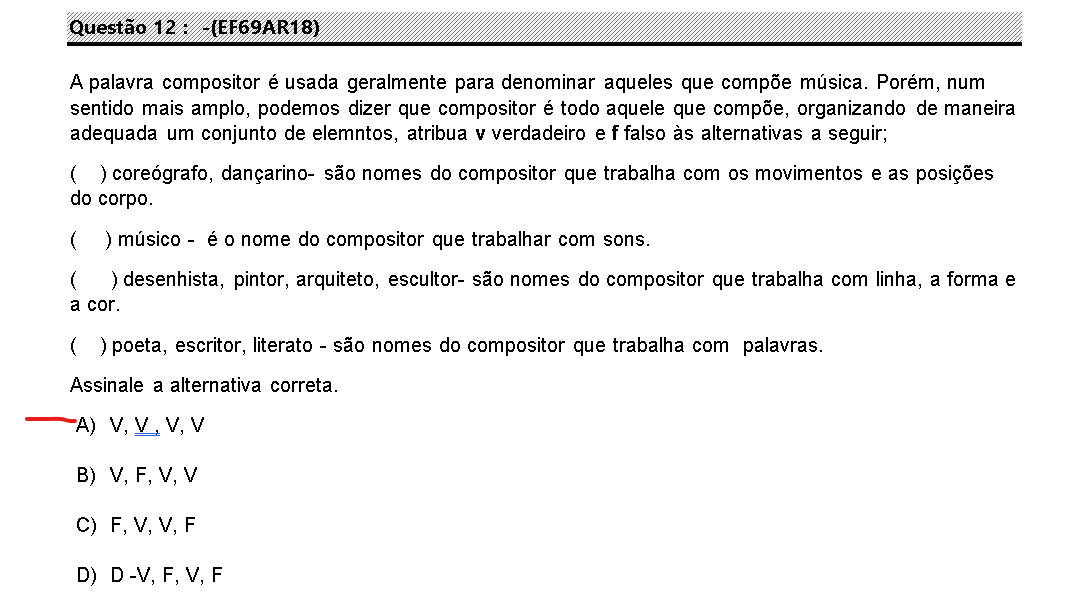 Questão 12 : -(EF69AR18)
A palavra compositor é usada geralmente para denominar aqueles que compõe música. Porém, num
sentido mais amplo, podemos dizer que compositor é todo aquele que compõe, organizando de maneira
adequada um conjunto de elemntos, atribua v verdadeiro e f falso às alternativas a seguir;
( ) coreógrafo, dançarino- são nomes do compositor que trabalha com os movimentos e as posições
do corpo.
( ) músico - é o nome do compositor que trabalhar com sons.
( ) desenhista, pintor, arquiteto, escultor- são nomes do compositor que trabalha com linha, a forma e
a cor.
( ) poeta, escritor, literato - são nomes do compositor que trabalha com palavras.
Assinale a alternativa correta.
A) V, V , V, V
B) V, F, V, V
C) F, V, V, F
D) D -V, F, V, F